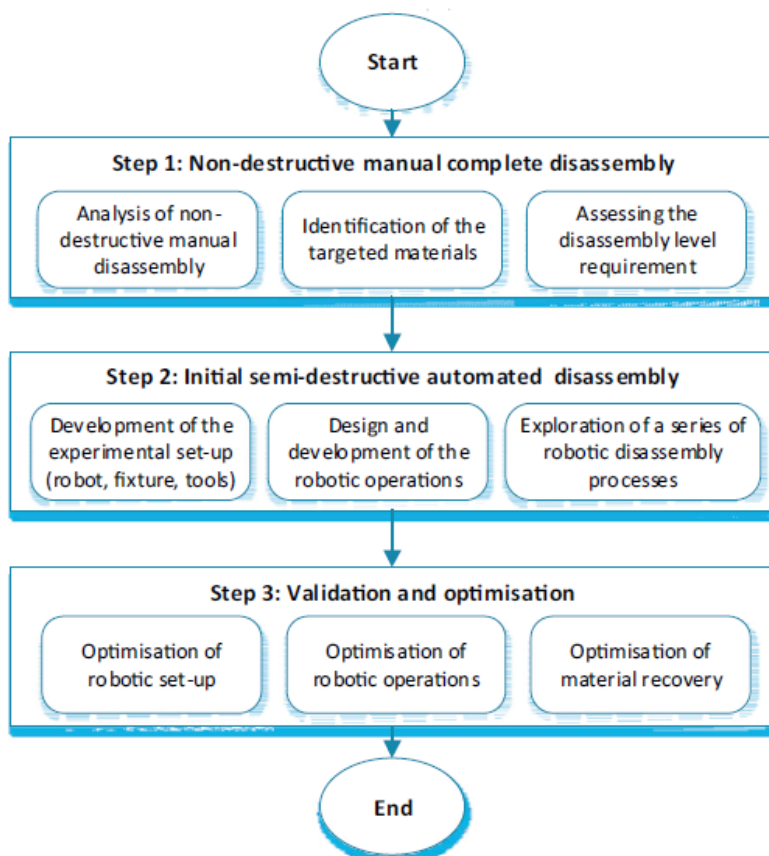 Start
Step 1: Non-destructive manual complete disassembly
Analysis of non-
destructive manual
disassembly
Identification of the
targeted materials
Assessing the
disassembly level
requirement
Step 2: Initial semi-destructive automated disassembly
Development of the
experimental set-up
(robot, fixture, tools)
Design and
development of the
robotic operations
Exploration of a series of
robotic disassembly
processes
Step 3: Validation and optimisation
Optimisation of
robotic set-up
Optimisation of
robotic operations
Optimisation of
material recovery
End